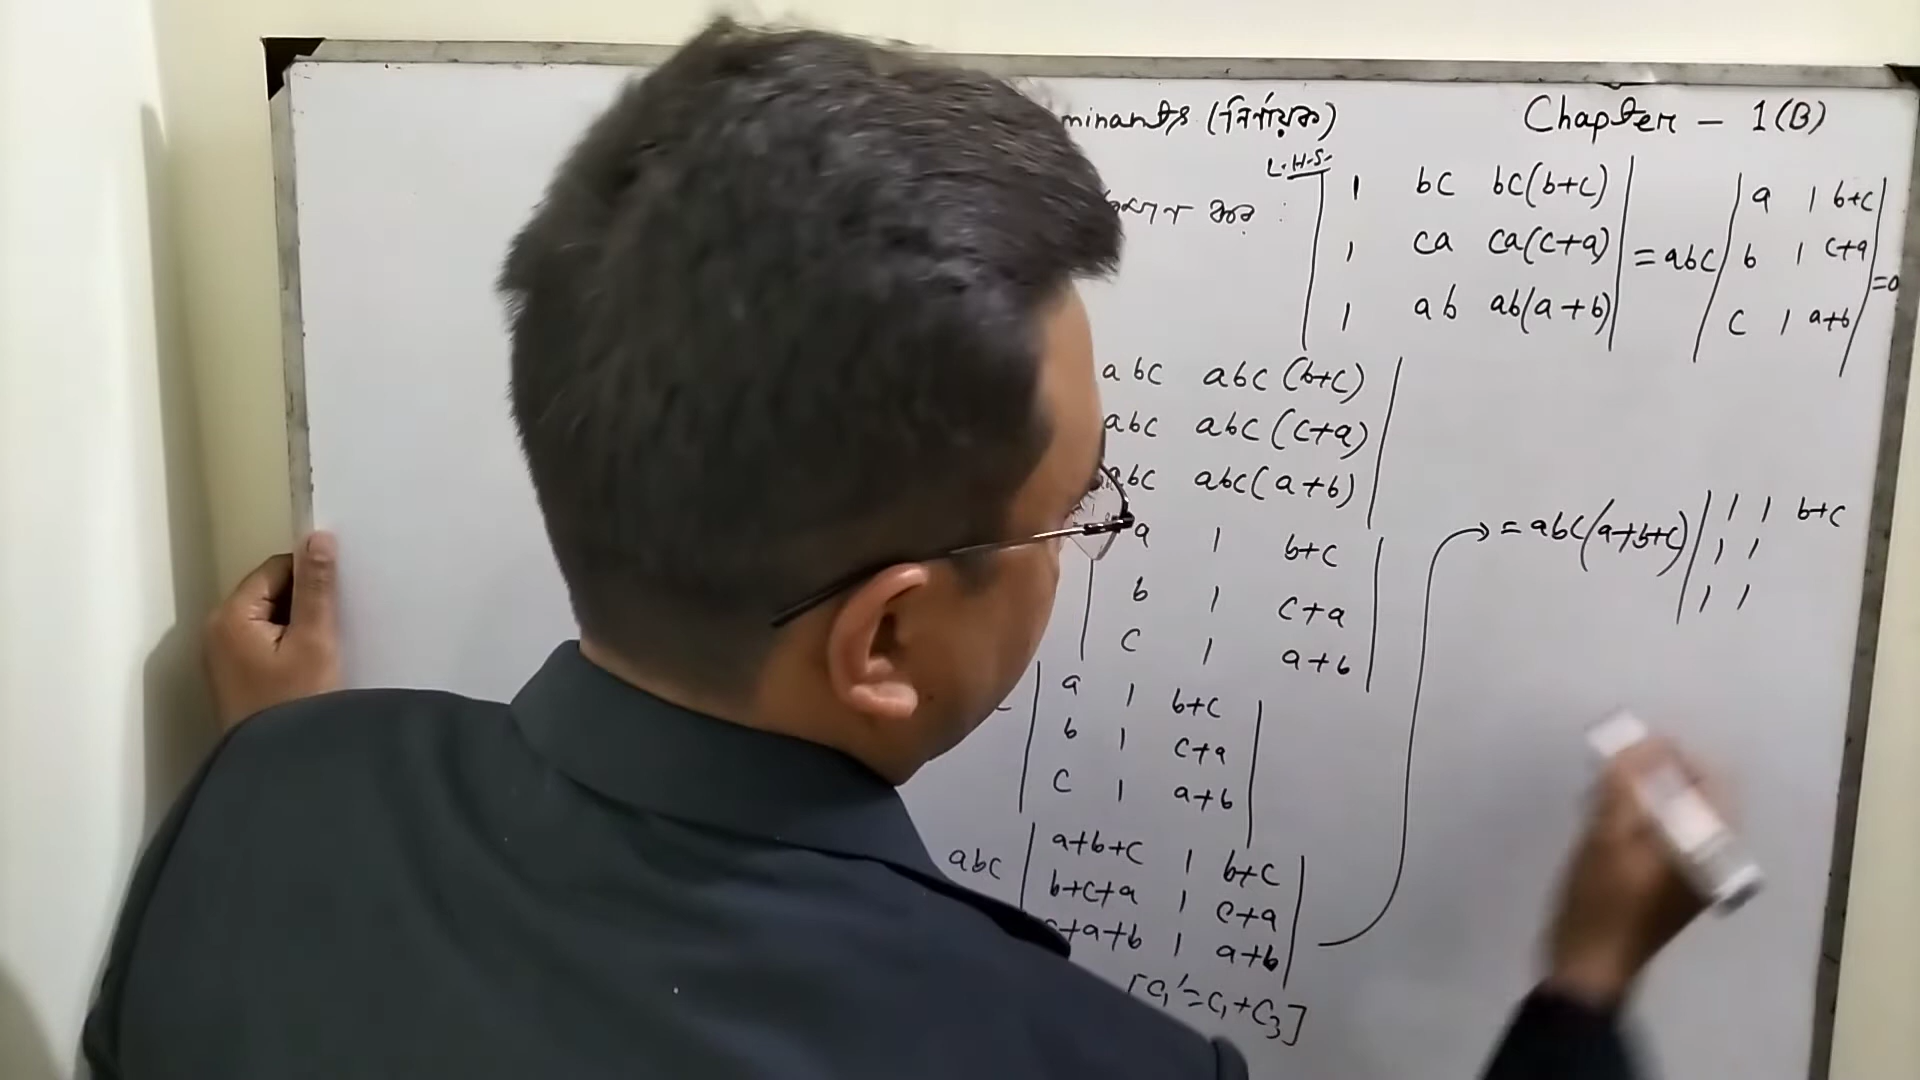 minants (নির্ণায়ক) Chapter - 1(B)
L.H.S.
কর :
| 1 bc bc(b+c) |
| 1 ca ca(c+a) | = abc
| 1 ab ab(a+b) |
| a 1 b+c |
| b 1 c+a | =0
| c 1 a+b |
abc abc(b+c) |
abc abc(c+a) |
abc abc(a+b) |
| a 1 b+c |
| b 1 c+a |
| c 1 a+b |
| a 1 b+c |
| b 1 c+a |
| c 1 a+b |
abc | a+b+c 1 b+c |
| b+c+a 1 c+a |
c+a+b 1 a+b |
[c₁'=c₁+c₃]
→ = abc(a+b+c) | 1 1 b+c
| 1 1
| 1 1